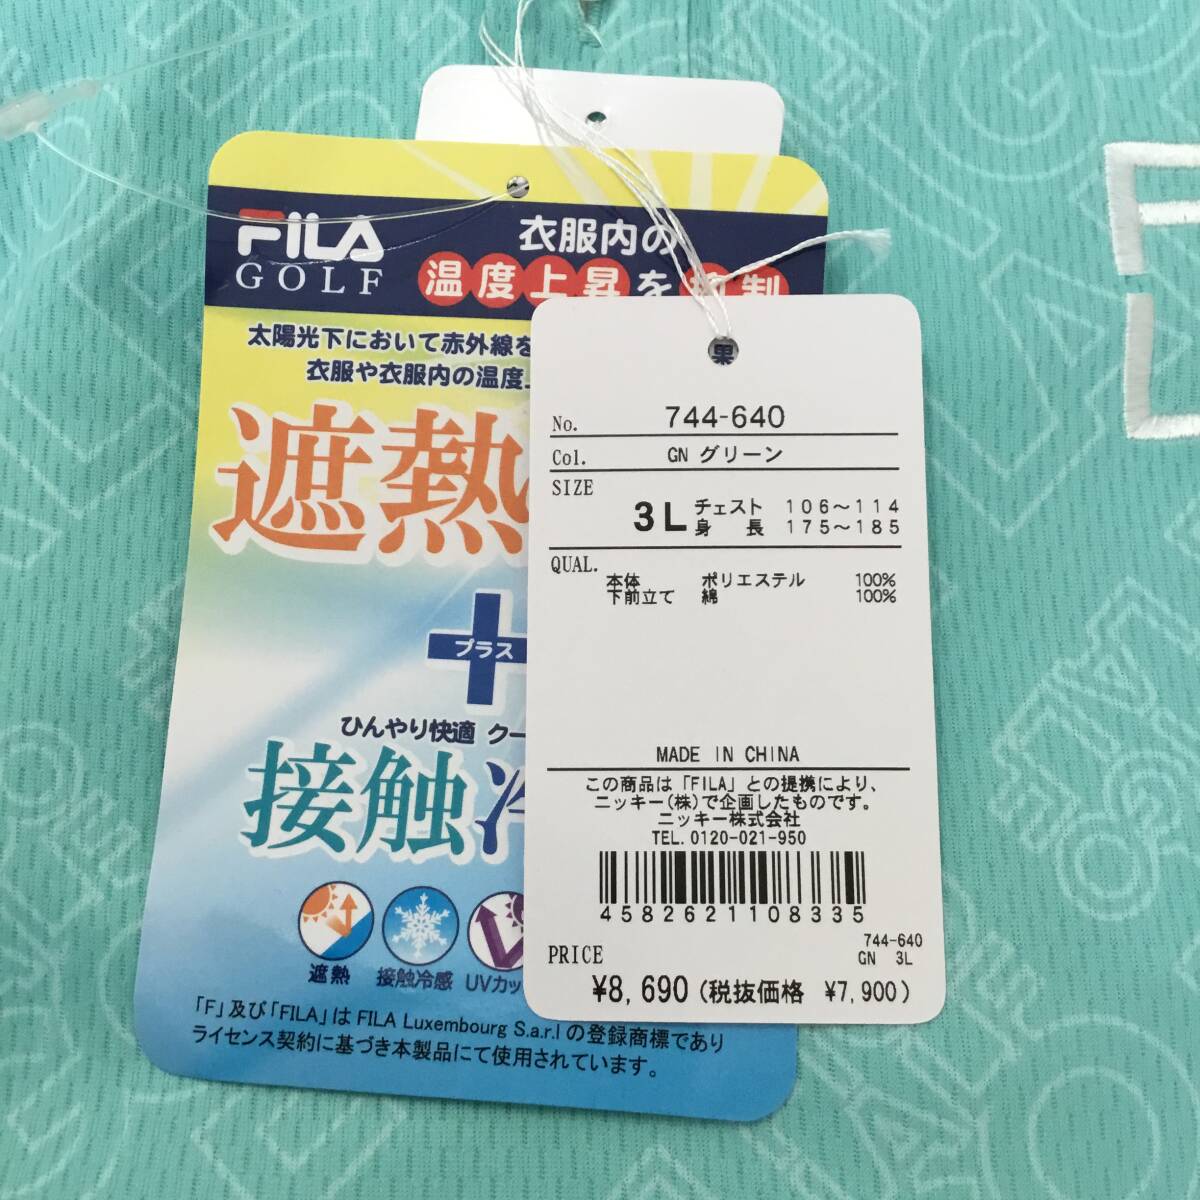 FILA
GOLF
衣服内の
温度上昇を抑制
太陽光下において赤外線を
衣服や衣服内の温度
遮熱
プラス
ひんやり快適 クー
接触冷
遮熱 接触冷感 UVカッ
「F」及び「FILA」は FILA Luxembourg S.a.r.l の登録商標であり
ライセンス契約に基づき本製品にて使用されています。
果
No. 744-640
Col. GN グリーン
SIZE
3L チェスト 106～114
身長 175～185
QUAL.
本体 ポリエステル 100%
下前立て 綿 100%
MADE IN CHINA
この商品は「FILA」との提携により、
ニッキー(株)で企画したものです。
ニッキー株式会社
TEL. 0120-021-950
4582621108335
744-640
GN 3L
PRICE
¥8,690 (税抜価格 ¥7,900)